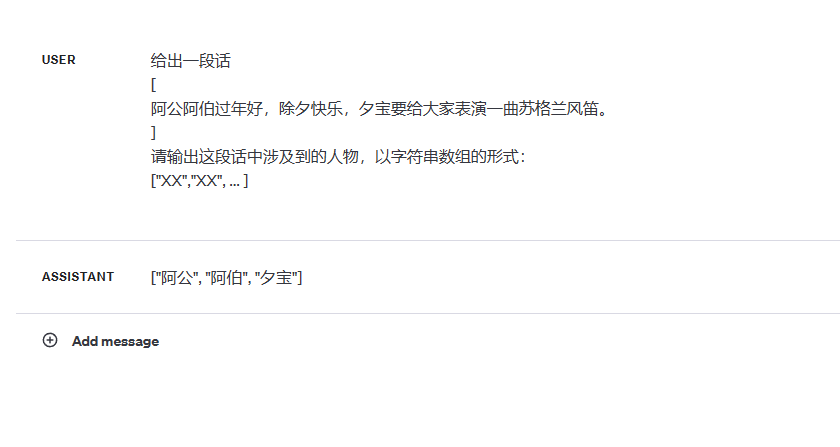 USER
给出一段话
[
阿公阿伯过年好，除夕快乐，夕宝要给大家表演一曲苏格兰风笛。
]
请输出这段话中涉及到的人物，以字符串数组的形式：
["XX","XX", ... ]
ASSISTANT
["阿公", "阿伯", "夕宝"]
Add message